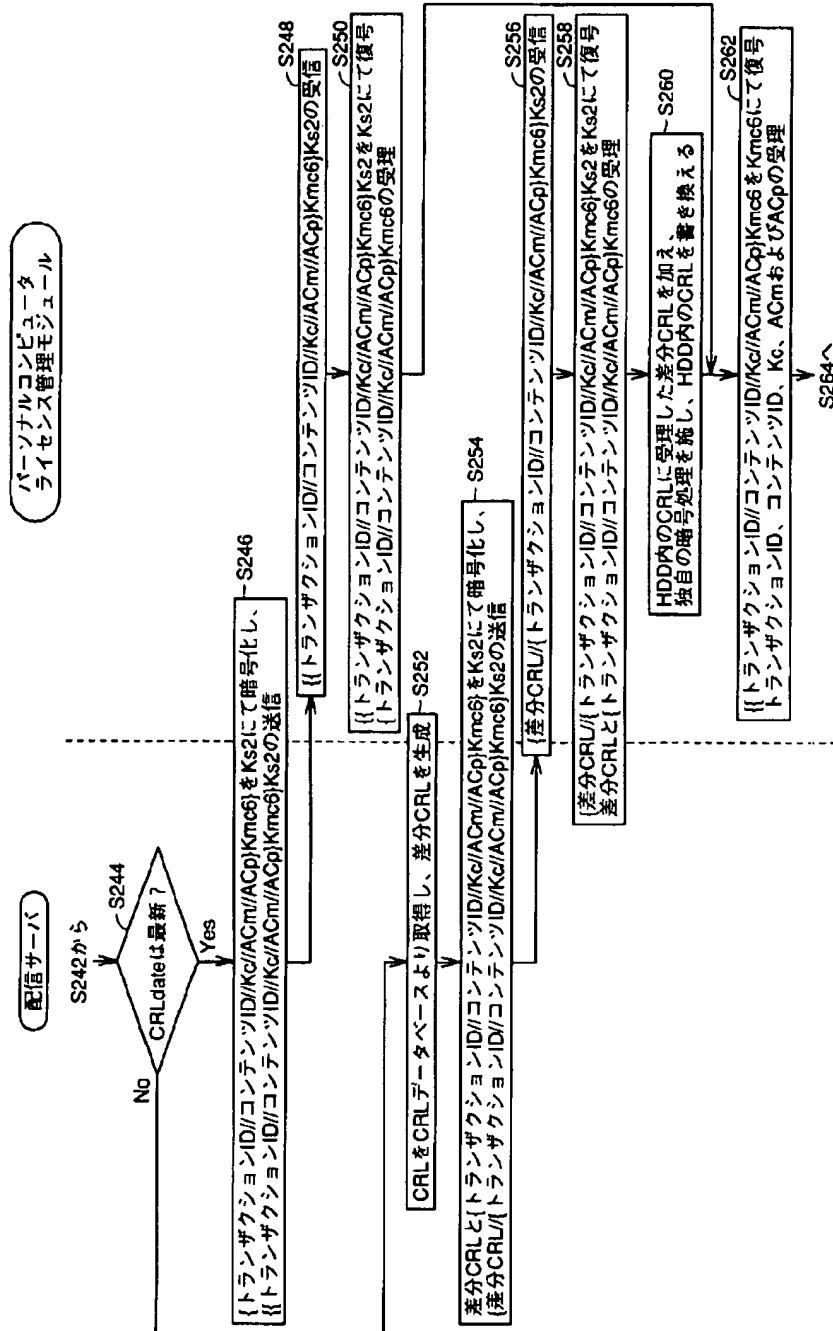 配信サーバ
パーソナルコンピュータ
ライセンス管理モジュール
S242から
S244
CRLdateは最新？
Yes
No
S246
{トランザクションID//コンテンツID//Kc//ACm//ACp}Kmc6}をKs2にて暗号化し、
{{トランザクションID//コンテンツID//Kc//ACm//ACp}Kmc6}Ks2の送信
S248
{{トランザクションID//コンテンツID//Kc//ACm//ACp}Kmc6}Ks2の受信
S250
{{トランザクションID//コンテンツID//Kc//ACm//ACp}Kmc6}Ks2をKs2にて復号
{トランザクションID//コンテンツID//Kc//ACm//ACp}Kmc6の受理
S252
CRLをCRLデータベースより取得し、差分CRLを生成
S254
差分CRLと{トランザクションID//コンテンツID//Kc//ACm//ACp}Kmc6}をKs2にて暗号化し、
{差分CRL//{トランザクションID//コンテンツID//Kc//ACm//ACp}Kmc6}Ks2の送信
S256
{差分CRL//{トランザクションID//コンテンツID//Kc//ACm//ACp}Kmc6}Ks2の受信
S258
{差分CRL//{トランザクションID//コンテンツID//Kc//ACm//ACp}Kmc6}Ks2をKs2にて復号
差分CRLと{トランザクションID//コンテンツID//Kc//ACm//ACp}Kmc6の受理
S260
HDD内のCRLに受理した差分CRLを加え、
独自の暗号処理を施し、HDD内のCRLを書き換える
S262
{{トランザクションID//コンテンツID//Kc//ACm//ACp}Kmc6をKmc6にて復号
トランザクションID、コンテンツID、Kc、ACmおよびACpの受理
S264へ